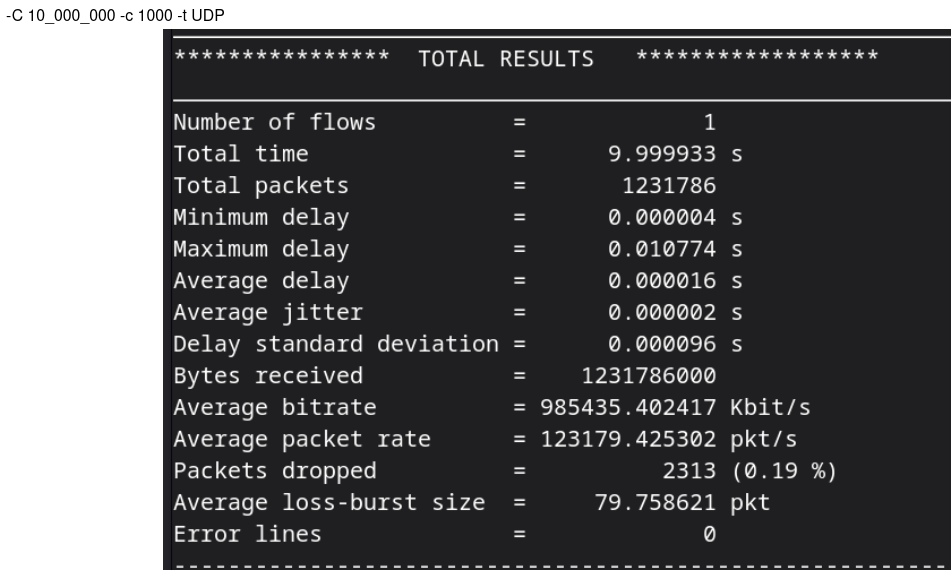 -C 10_000_000 -c 1000 -t UDP
**************** TOTAL RESULTS ******************
Number of flows = 1
Total time = 9.999933 s
Total packets = 1231786
Minimum delay = 0.000004 s
Maximum delay = 0.010774 s
Average delay = 0.000016 s
Average jitter = 0.000002 s
Delay standard deviation = 0.000096 s
Bytes received = 1231786000
Average bitrate = 985435.402417 Kbit/s
Average packet rate = 123179.425302 pkt/s
Packets dropped = 2313 (0.19 %)
Average loss-burst size = 79.758621 pkt
Error lines = 0
----------------------------------------------------------